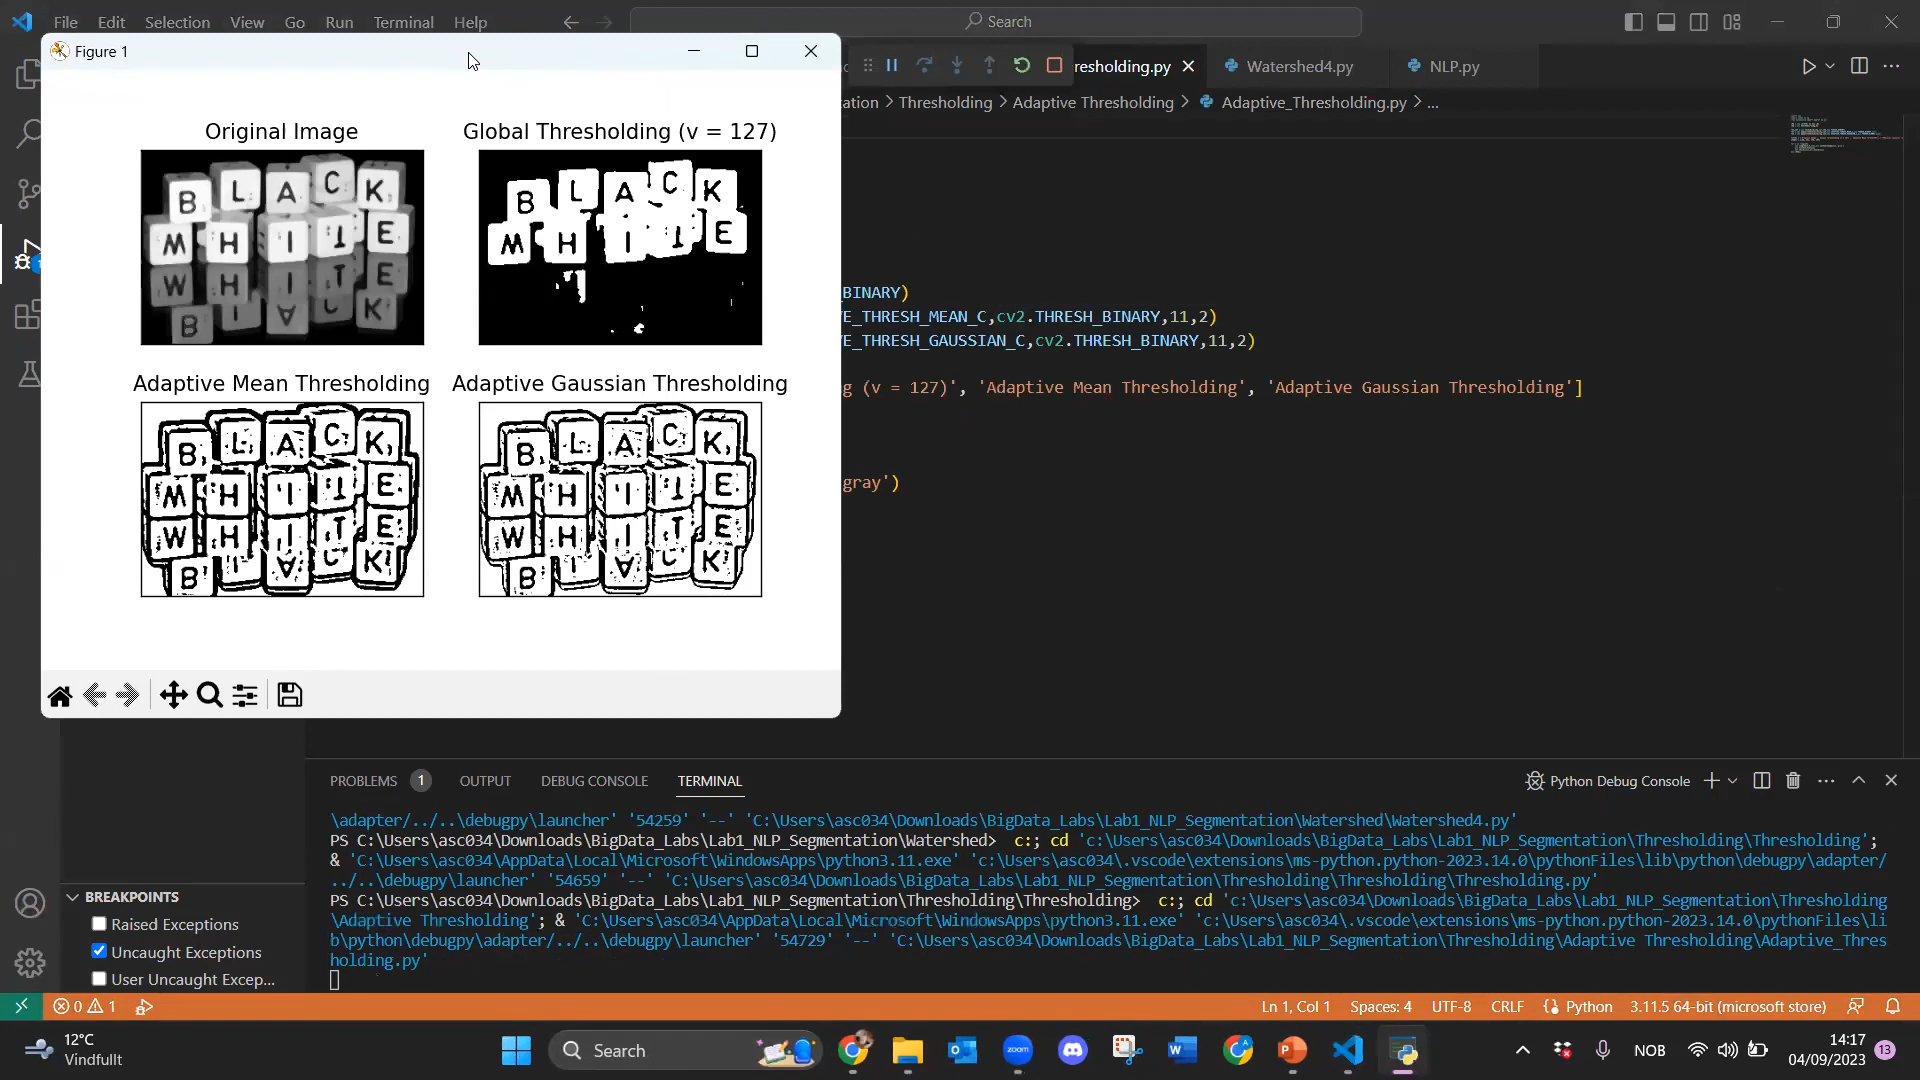 File Edit Selection View Go Run Terminal Help
Search
Figure 1
resholding.py
Watershed4.py
NLP.py
ation > Thresholding > Adaptive Thresholding > Adaptive_Thresholding.py > ...
Original Image
Global Thresholding (v = 127)
B L A C K
W H I T E
B L A C K
W H I T E
Adaptive Mean Thresholding
Adaptive Gaussian Thresholding
B L A C K
W H I T E
B L A C K
W H I T E
BINARY)
E_THRESH_MEAN_C,cv2.THRESH_BINARY,11,2)
E_THRESH_GAUSSIAN_C,cv2.THRESH_BINARY,11,2)
g (v = 127)', 'Adaptive Mean Thresholding', 'Adaptive Gaussian Thresholding']
gray')
PROBLEMS 1 OUTPUT DEBUG CONSOLE TERMINAL
Python Debug Console
\adapter/../..\debugpy\launcher' '54259' '--' 'C:\Users\asc034\Downloads\BigData_Labs\Lab1_NLP_Segmentation\Watershed\Watershed4.py'
PS C:\Users\asc034\Downloads\BigData_Labs\Lab1_NLP_Segmentation\Watershed> c:; cd 'c:\Users\asc034\Downloads\BigData_Labs\Lab1_NLP_Segmentation\Thresholding\Thresholding';
& 'C:\Users\asc034\AppData\Local\Microsoft\WindowsApps\python3.11.exe' 'c:\Users\asc034\.vscode\extensions\ms-python.python-2023.14.0\pythonFiles\lib\python\debugpy\adapter/
../..\debugpy\launcher' '54659' '--' 'C:\Users\asc034\Downloads\BigData_Labs\Lab1_NLP_Segmentation\Thresholding\Thresholding\Thresholding.py'
PS C:\Users\asc034\Downloads\BigData_Labs\Lab1_NLP_Segmentation\Thresholding\Thresholding> c:; cd 'c:\Users\asc034\Downloads\BigData_Labs\Lab1_NLP_Segmentation\Thresholding
\Adaptive Thresholding'; & 'C:\Users\asc034\AppData\Local\Microsoft\WindowsApps\python3.11.exe' 'c:\Users\asc034\.vscode\extensions\ms-python.python-2023.14.0\pythonFiles\li
b\python\debugpy\adapter/../..\debugpy\launcher' '54729' '--' 'C:\Users\asc034\Downloads\BigData_Labs\Lab1_NLP_Segmentation\Thresholding\Adaptive Thresholding\Adaptive_Thres
holding.py'
BREAKPOINTS
Raised Exceptions
Uncaught Exceptions
User Uncaught Excep...
0 1
Ln 1, Col 1 Spaces: 4 UTF-8 CRLF Python 3.11.5 64-bit (microsoft store)
12°C
Vindfullt
Search
zoom
NOB
14:17
04/09/2023
13